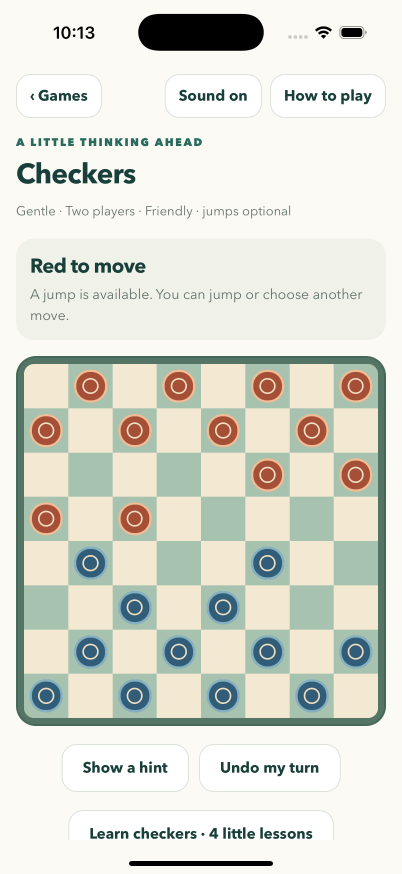 10:13
‹ Games
Sound on
How to play
A LITTLE THINKING AHEAD
Checkers
Gentle · Two players · Friendly · jumps optional
Red to move
A jump is available. You can jump or choose another
move.
Show a hint
Undo my turn
Learn checkers · 4 little lessons